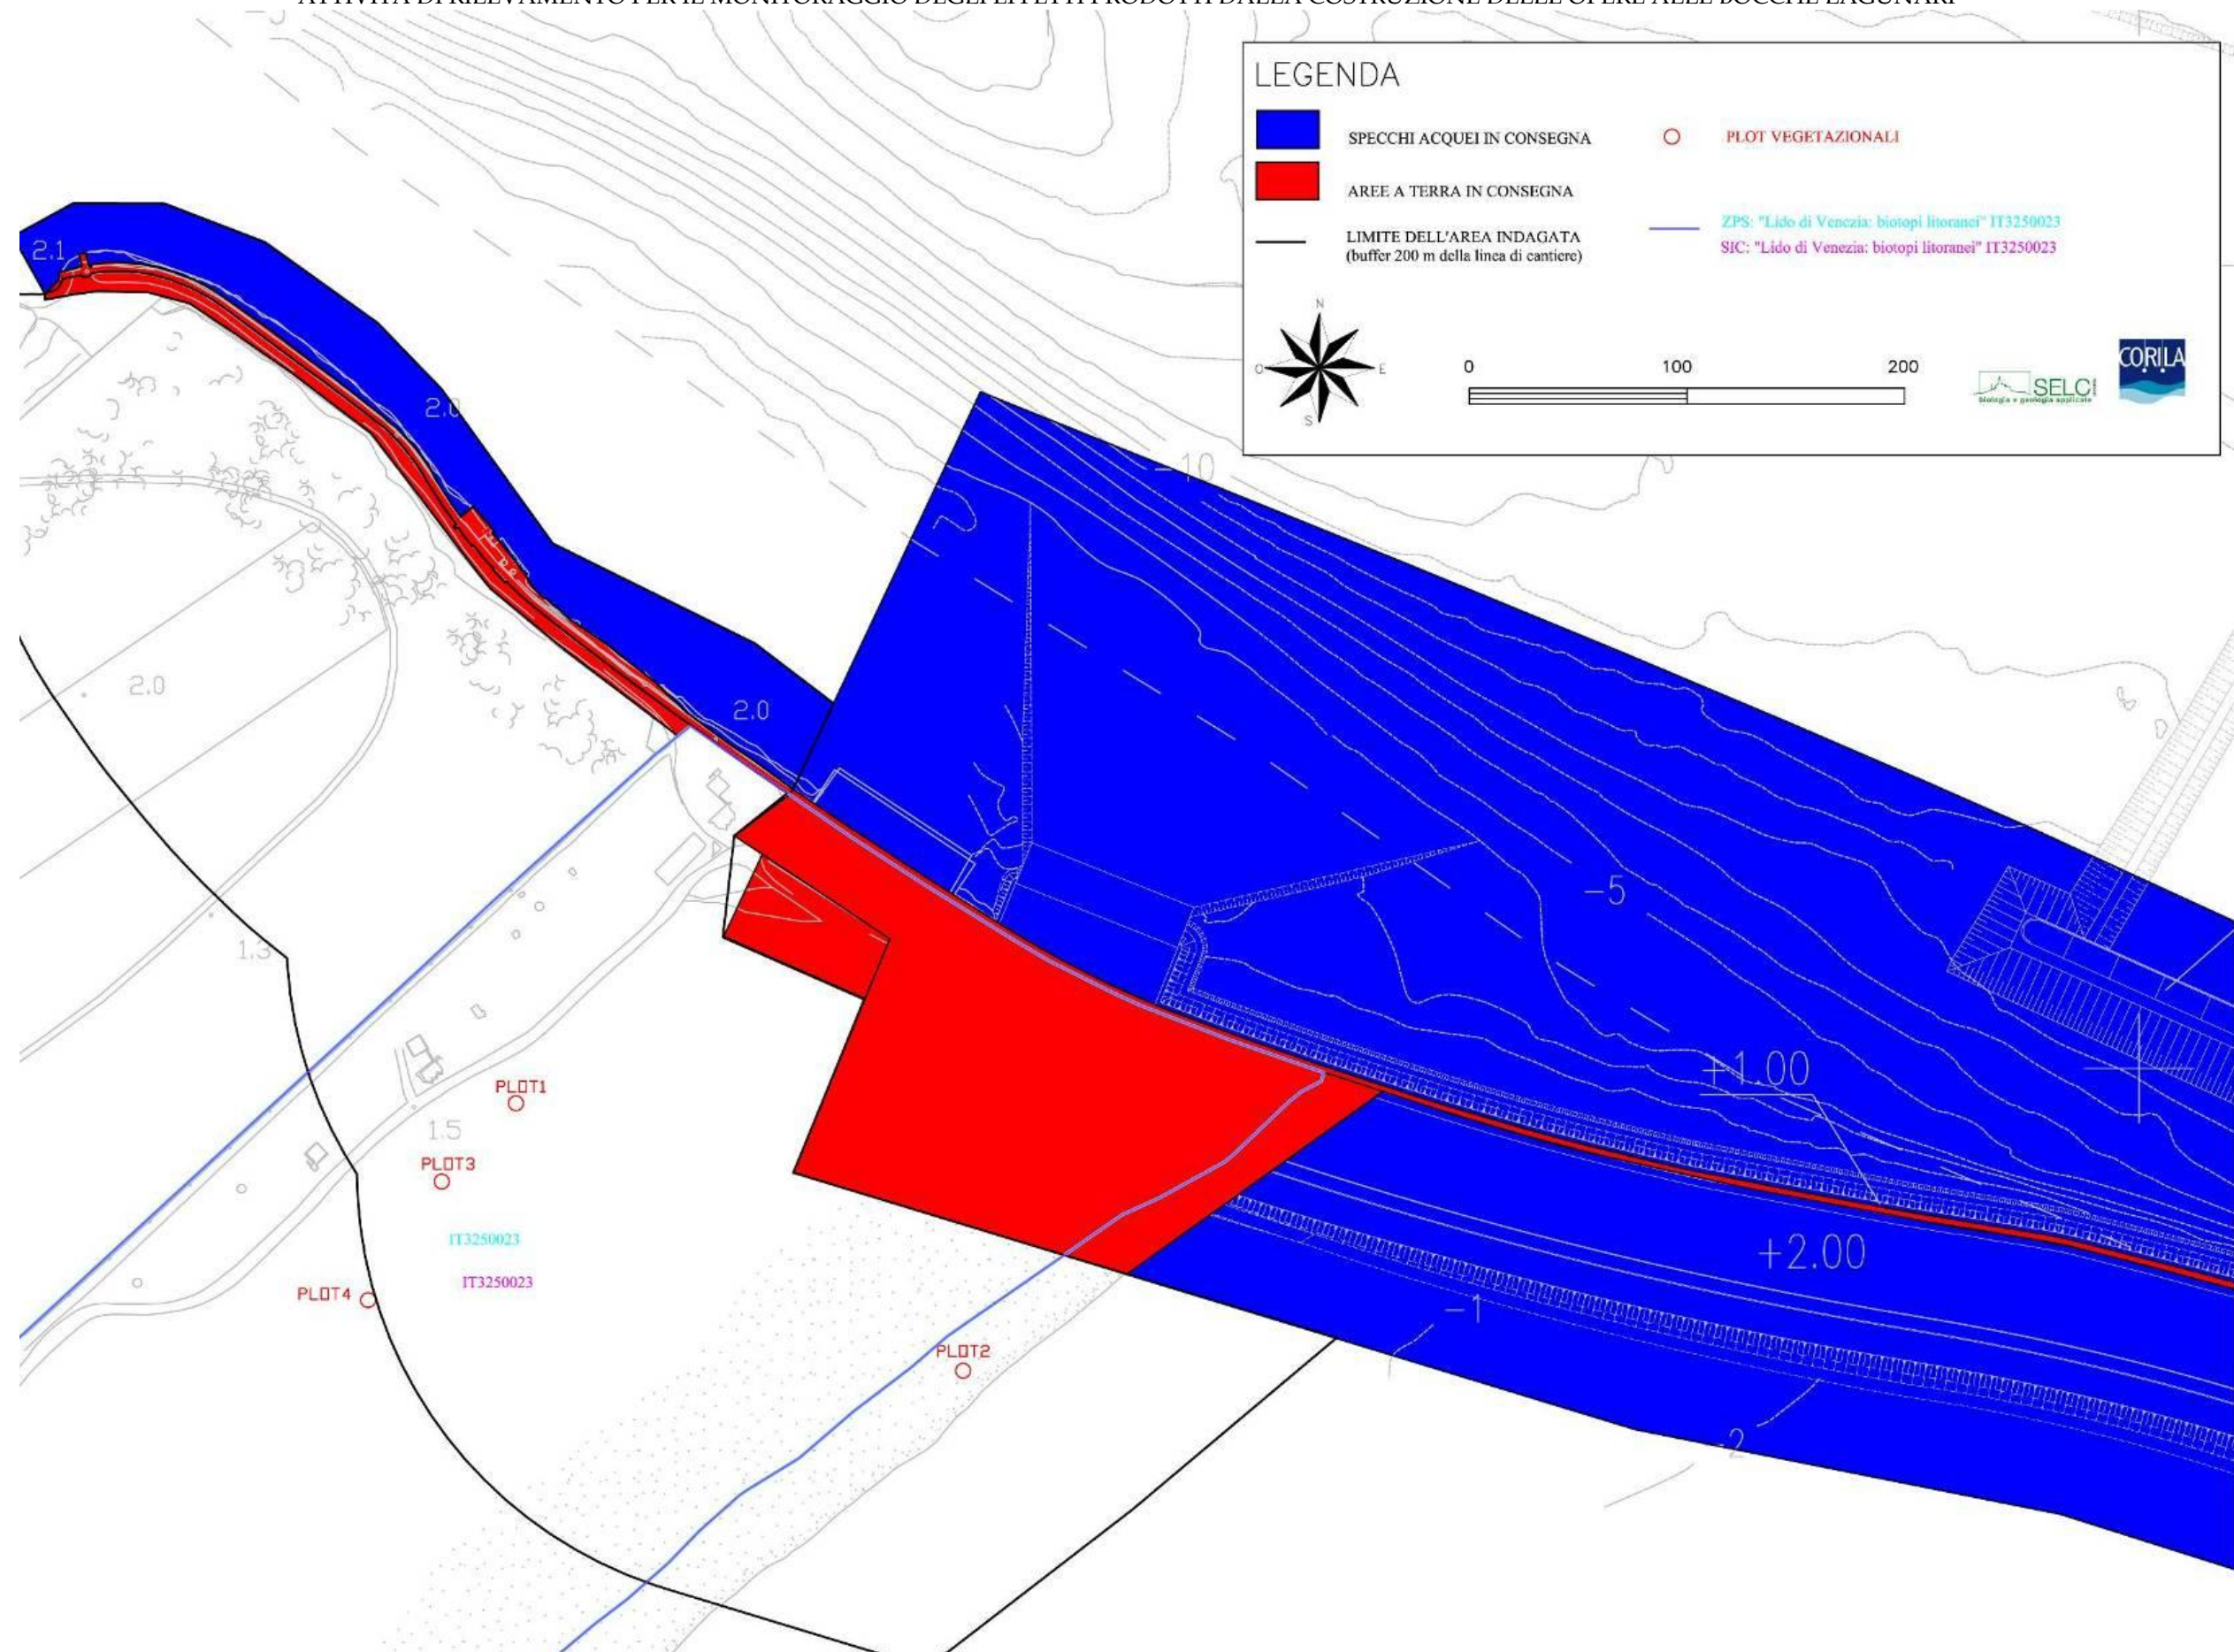 ATTIVITÀ DI RILEVAMENTO PER IL MONITORAGGIO DEGLI EFFETTI PRODOTTI DALLA COSTRUZIONE DELLE OPERE ALLE BOCCHE LAGUNARI
LEGENDA
SPECCHI ACQUEI IN CONSEGNA
PLOT VEGETAZIONALI
AREE A TERRA IN CONSEGNA
LIMITE DELL'AREA INDAGATA
(buffer 200 m della linea di cantiere)
ZPS: "Lido di Venezia: biotopi litoranei" IT3250023
SIC: "Lido di Venezia: biotopi litoranei" IT3250023
N
O
E
S
0 100 200
SELC
biologia e geologia applicate
CORILA
2.1
2.0
-10
2.0
2.0
-5
1.3
+1.00
PLOT1
1.5
PLOT3
IT3250023
+2.00
IT3250023
PLOT4
-1
PLOT2
-2